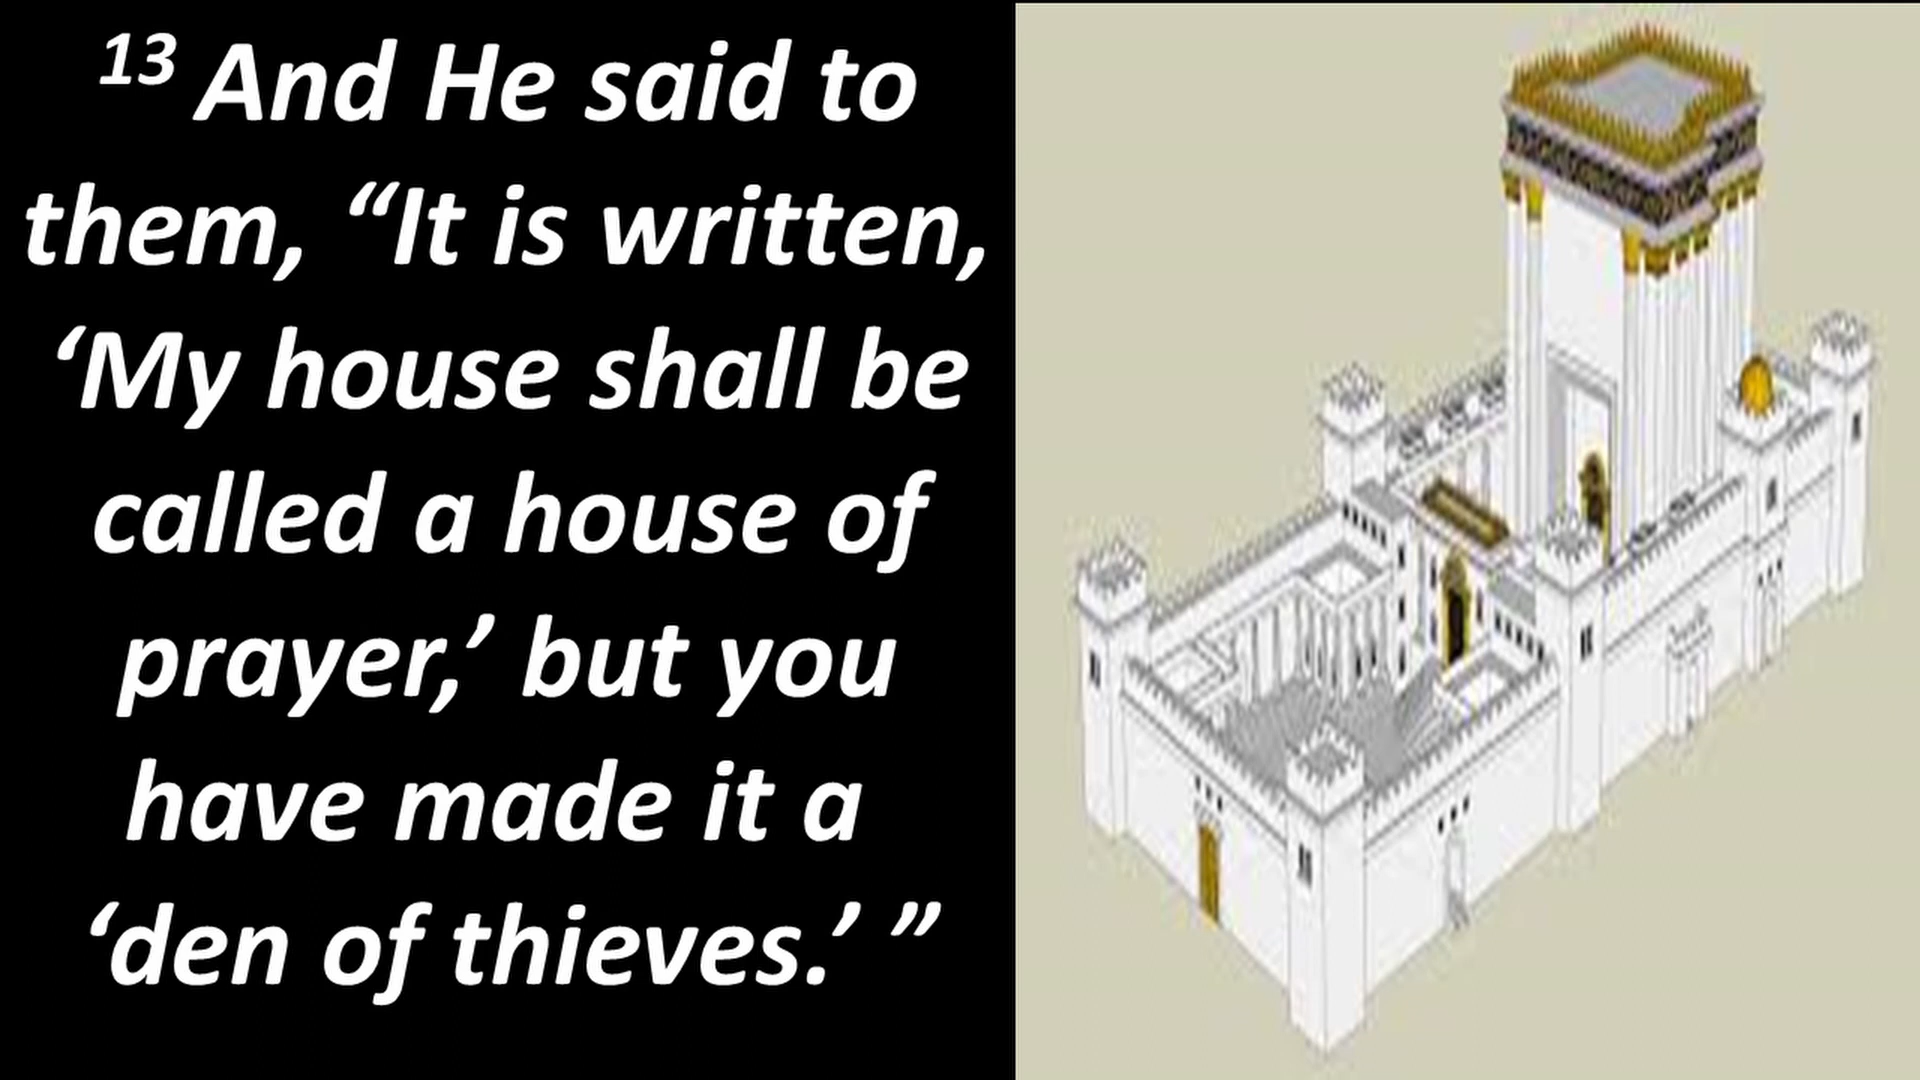 13 And He said to
them, “It is written,
‘My house shall be
called a house of
prayer,’ but you
have made it a
‘den of thieves.’ ”